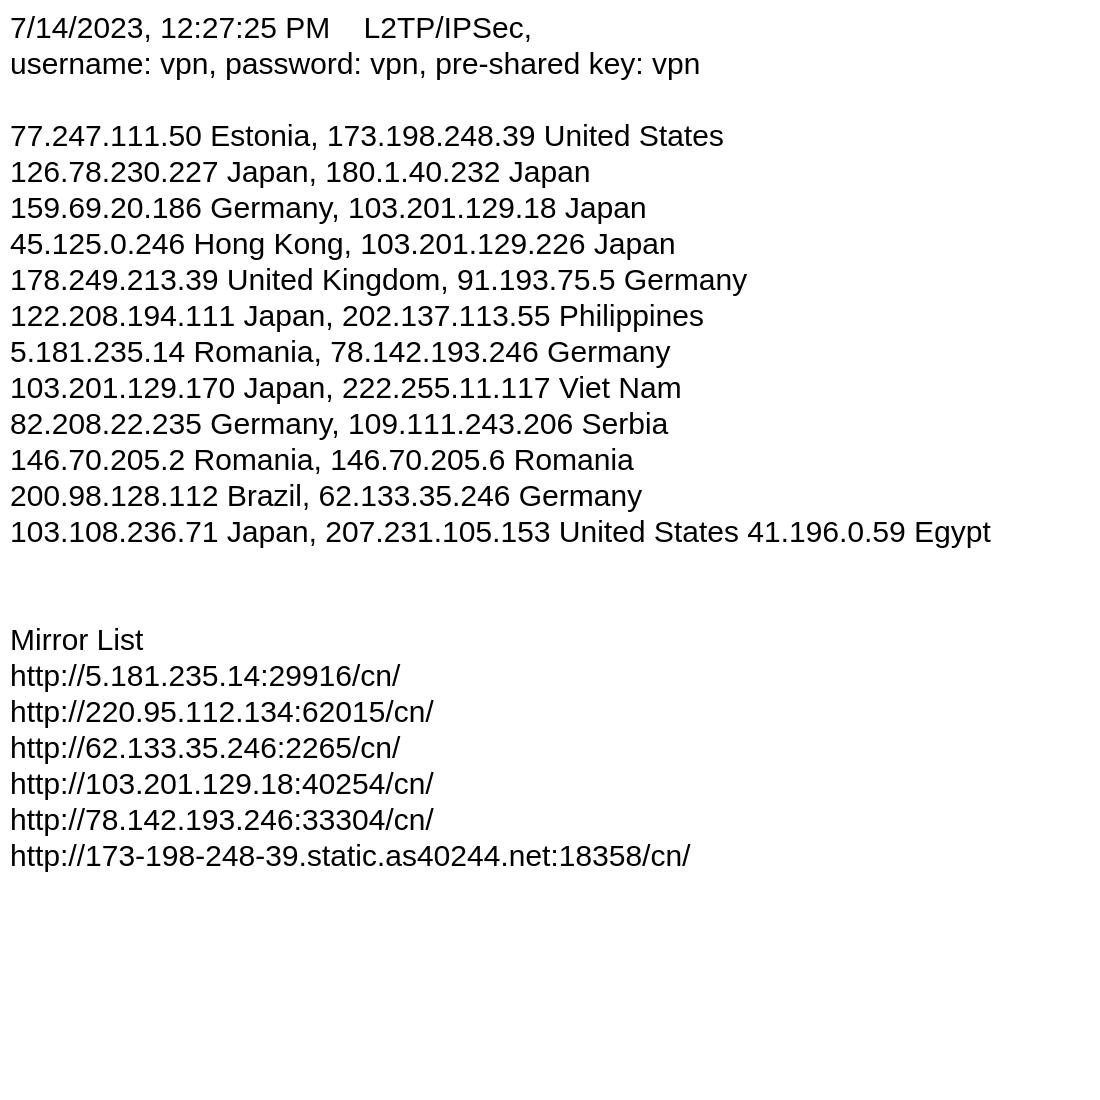 7/14/2023, 12:27:25 PM    L2TP/IPSec,
username: vpn, password: vpn, pre-shared key: vpn
77.247.111.50 Estonia, 173.198.248.39 United States
126.78.230.227 Japan, 180.1.40.232 Japan
159.69.20.186 Germany, 103.201.129.18 Japan
45.125.0.246 Hong Kong, 103.201.129.226 Japan
178.249.213.39 United Kingdom, 91.193.75.5 Germany
122.208.194.111 Japan, 202.137.113.55 Philippines
5.181.235.14 Romania, 78.142.193.246 Germany
103.201.129.170 Japan, 222.255.11.117 Viet Nam
82.208.22.235 Germany, 109.111.243.206 Serbia
146.70.205.2 Romania, 146.70.205.6 Romania
200.98.128.112 Brazil, 62.133.35.246 Germany
103.108.236.71 Japan, 207.231.105.153 United States 41.196.0.59 Egypt
Mirror List
http://5.181.235.14:29916/cn/
http://220.95.112.134:62015/cn/
http://62.133.35.246:2265/cn/
http://103.201.129.18:40254/cn/
http://78.142.193.246:33304/cn/
http://173-198-248-39.static.as40244.net:18358/cn/